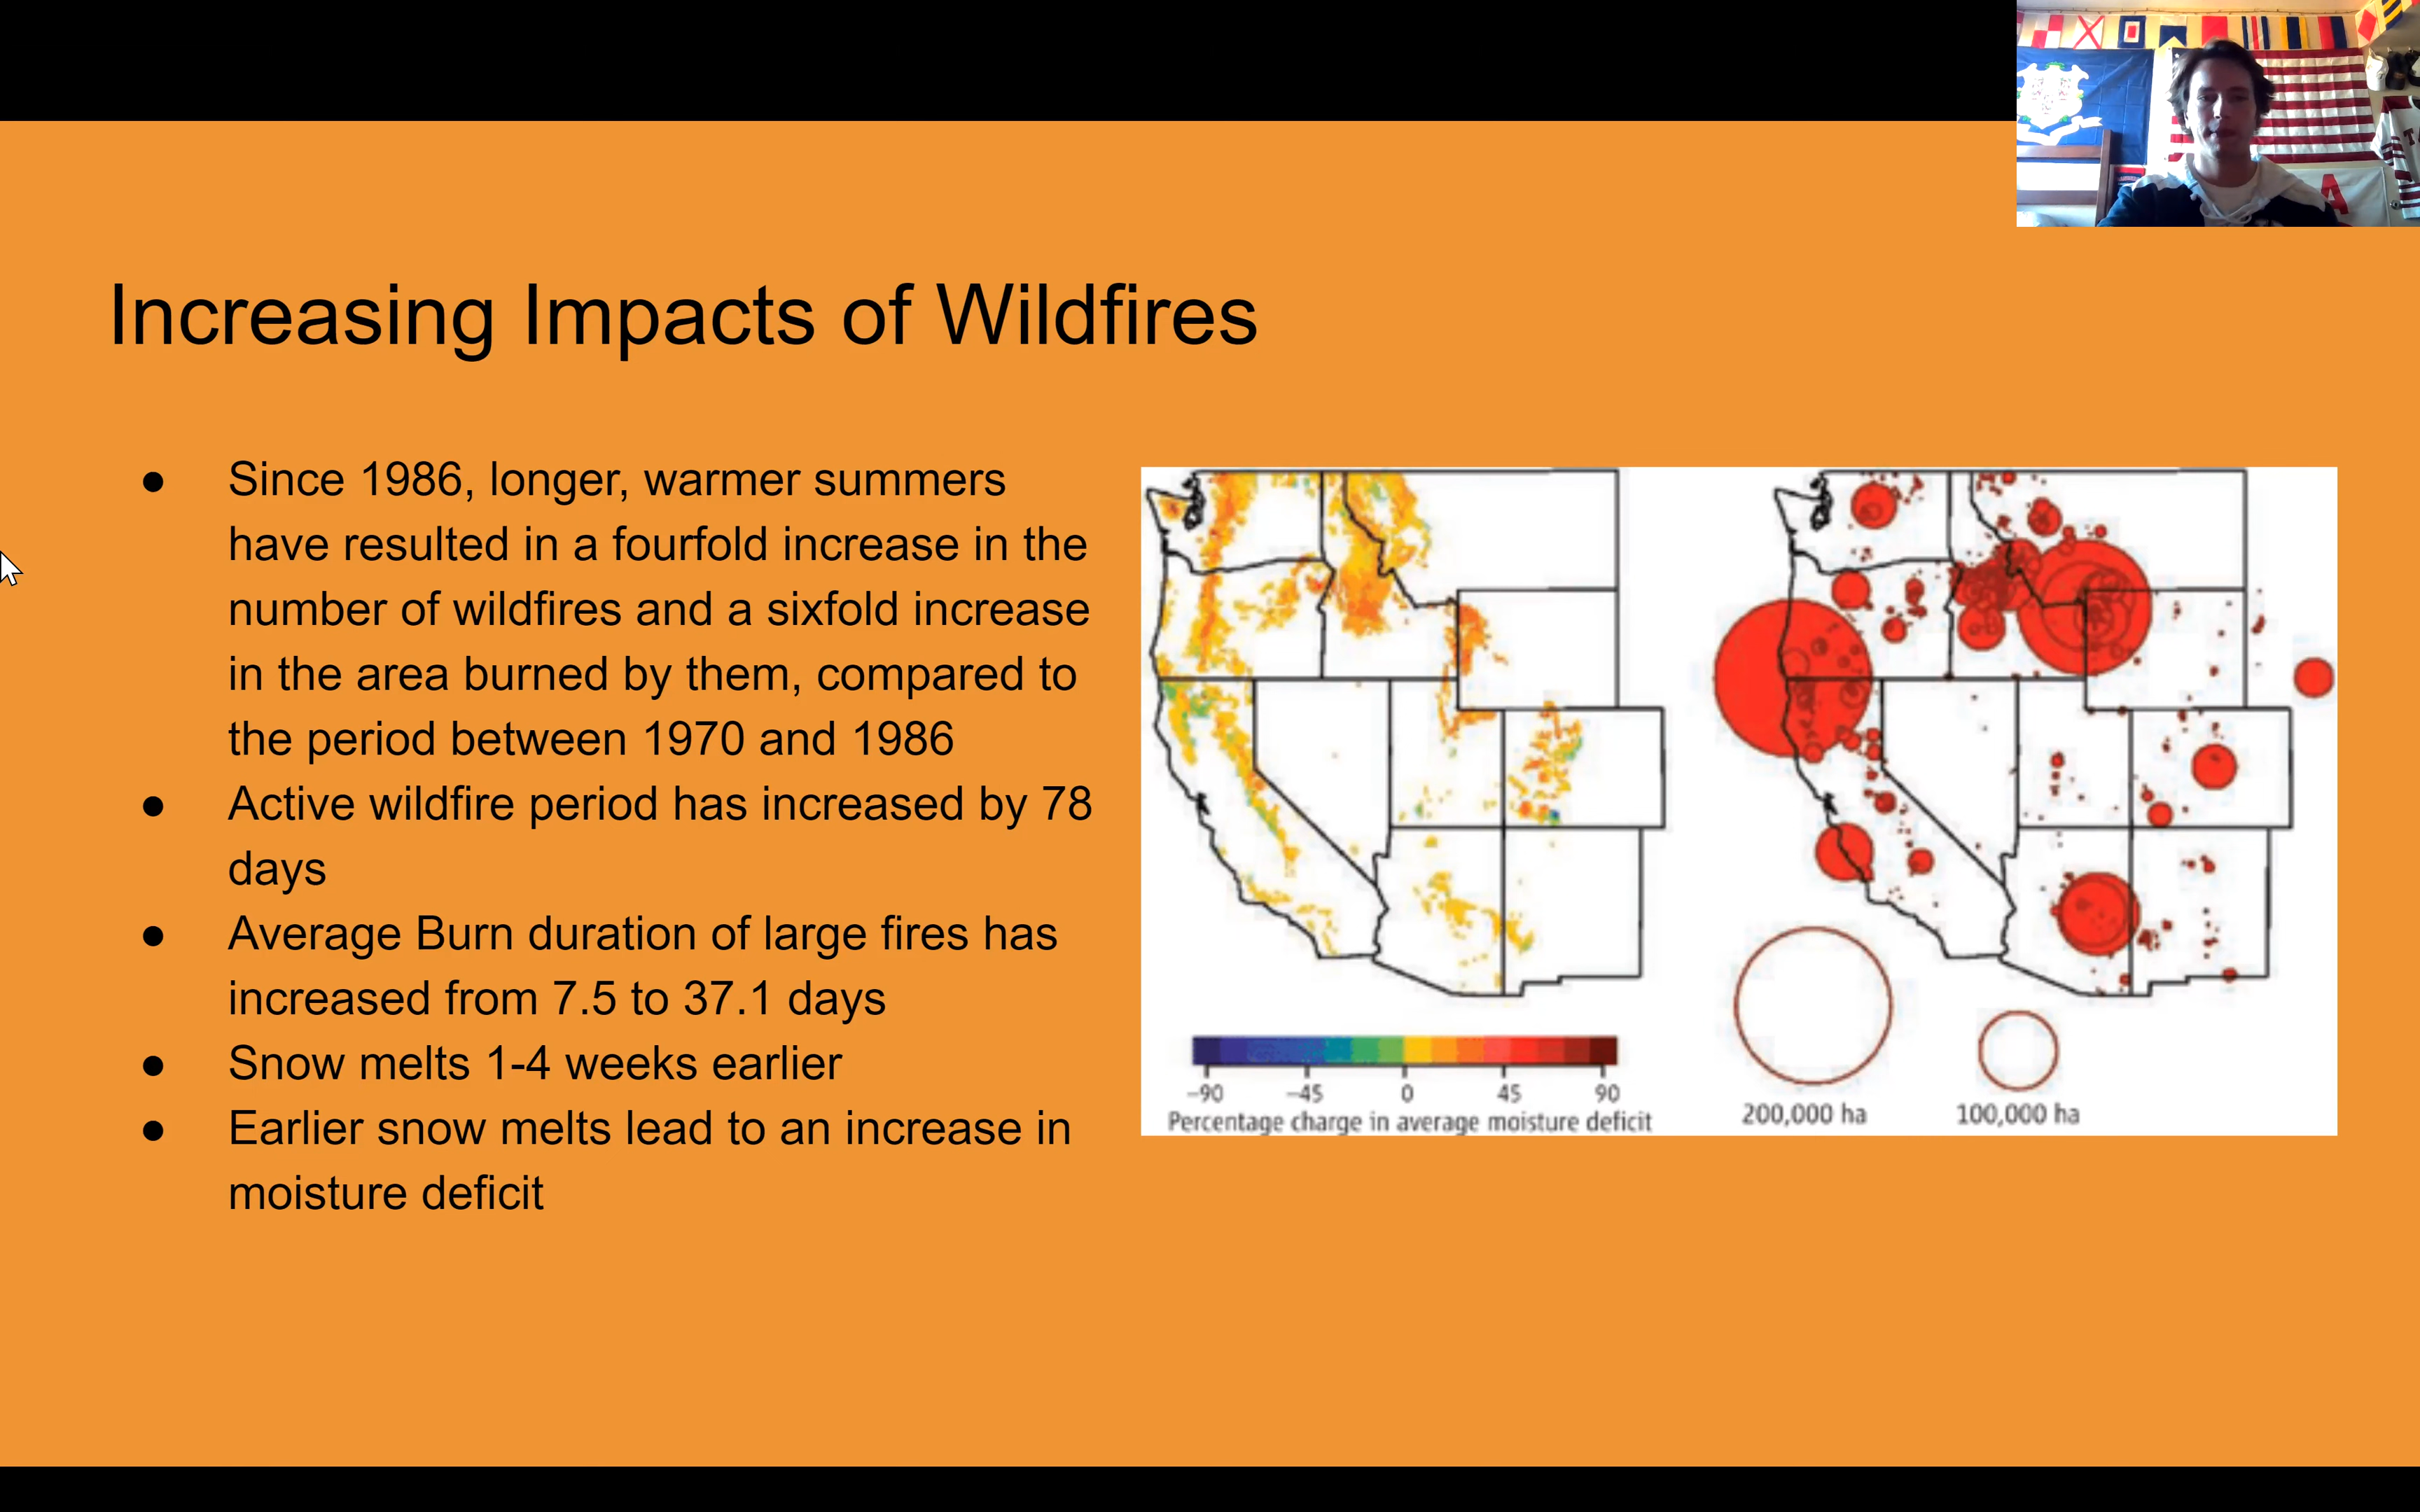 Increasing Impacts of Wildfires
● Since 1986, longer, warmer summers
have resulted in a fourfold increase in the
number of wildfires and a sixfold increase
in the area burned by them, compared to
the period between 1970 and 1986
● Active wildfire period has increased by 78
days
● Average Burn duration of large fires has
increased from 7.5 to 37.1 days
● Snow melts 1-4 weeks earlier
● Earlier snow melts lead to an increase in
moisture deficit
−90 −45 0 45 90
Percentage charge in average moisture deficit
200,000 ha 100,000 ha
A